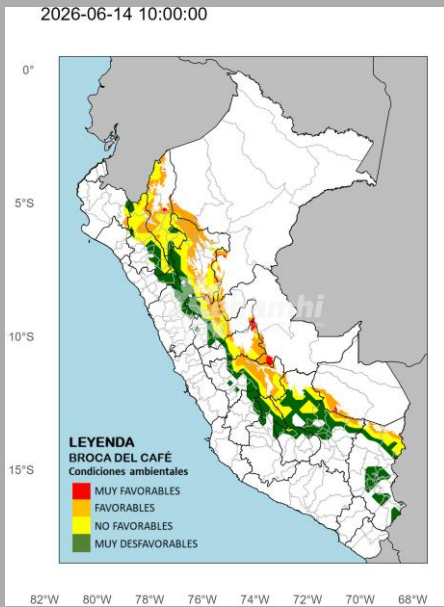 2026-06-14 10:00:00
0°
5°S
10°S
15°S
senamhi
LEYENDA
BROCA DEL CAFÉ
Condiciones ambientales
MUY FAVORABLES
FAVORABLES
NO FAVORABLES
MUY DESFAVORABLES
82°W 80°W 78°W 76°W 74°W 72°W 70°W 68°W